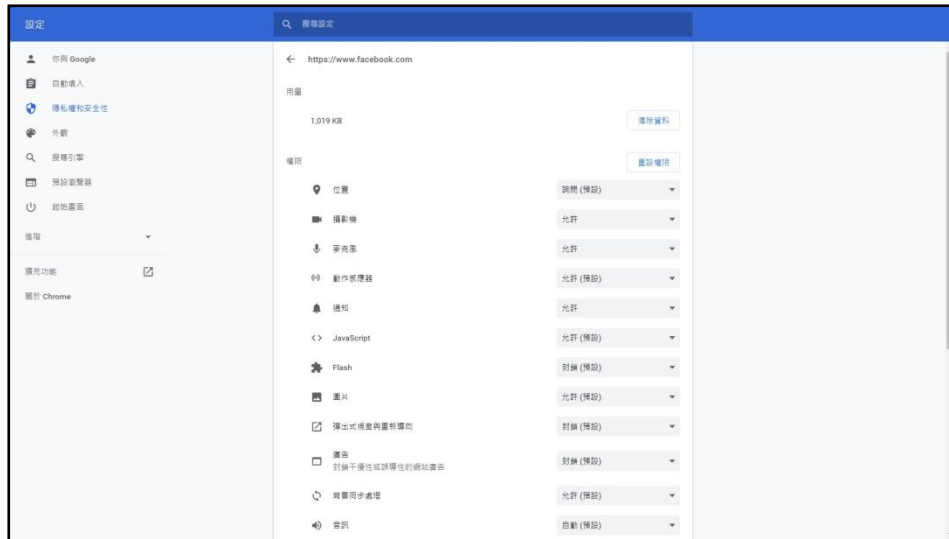 設定
搜尋設定
你與 Google
自動填入
隱私權和安全性
外觀
搜尋引擎
預設瀏覽器
起始畫面
進階
擴充功能
關於 Chrome
https://www.facebook.com
用量
1,019 KB
清除資料
權限
重設權限
位置
詢問 (預設)
攝影機
允許
麥克風
允許
動作感應器
允許 (預設)
通知
允許
JavaScript
允許 (預設)
Flash
封鎖 (預設)
圖片
允許 (預設)
彈出式視窗與重新導向
封鎖 (預設)
廣告
封鎖干擾性或誤導性的網站廣告
封鎖 (預設)
背景同步處理
允許 (預設)
音訊
自動 (預設)